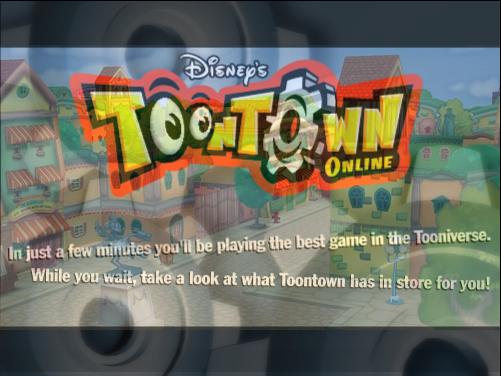 Disney's
TOONTOWN
ONLINE
In just a few minutes you'll be playing the best game in the Tooniverse.
While you wait, take a look at what Toontown has in store for you!